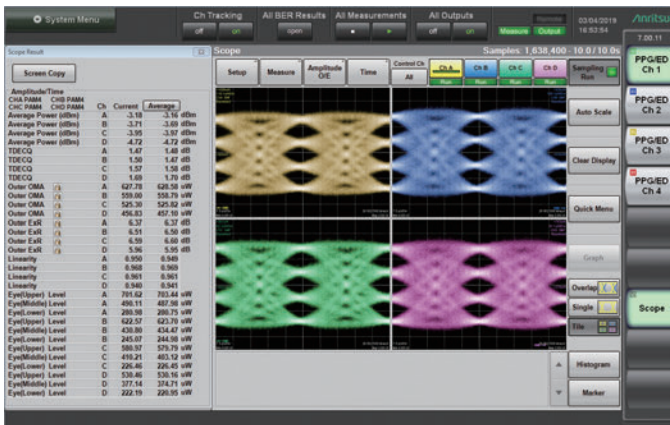 System Menu
Ch Tracking
off on
All BER Results
open
All Measurements
All Outputs
off on
Remote
Measure Output
03/04/2019
16:53:54
Anritsu
7.00.11
Scope Result
Screen Copy
Amplitude/Time
CHA PAM4 CHB PAM4
CHC PAM4 CHD PAM4
Ch Current Average
Average Power (dBm) A -3.18 -3.16 dBm
Average Power (dBm) B -3.71 -3.69 dBm
Average Power (dBm) C -3.95 -3.97 dBm
Average Power (dBm) D -4.72 -4.72 dBm
TDECQ A 1.47 1.48 dB
TDECQ B 1.50 1.47 dB
TDECQ C 1.57 1.58 dB
TDECQ D 1.69 1.70 dB
Outer OMA A 627.78 628.58 uW
Outer OMA B 559.00 558.79 uW
Outer OMA C 525.30 525.82 uW
Outer OMA D 456.83 457.10 uW
Outer ExR A 6.37 6.37 dB
Outer ExR B 6.51 6.50 dB
Outer ExR C 6.59 6.60 dB
Outer ExR D 5.96 5.95 dB
Linearity A 0.950 0.949
Linearity B 0.968 0.969
Linearity C 0.961 0.961
Linearity D 0.940 0.941
Eye(Upper) Level A 701.62 703.44 uW
Eye(Middle) Level A 490.11 487.98 uW
Eye(Lower) Level A 280.98 280.75 uW
Eye(Upper) Level B 622.57 623.70 uW
Eye(Middle) Level B 430.80 434.47 uW
Eye(Lower) Level B 245.07 244.98 uW
Eye(Upper) Level C 580.97 579.79 uW
Eye(Middle) Level C 410.21 403.12 uW
Eye(Lower) Level C 226.46 226.45 uW
Eye(Upper) Level D 530.46 530.16 uW
Eye(Middle) Level D 377.14 374.71 uW
Eye(Lower) Level D 222.19 220.95 uW
Scope
Samples: 1,638,400 - 10.0 / 10.0s
Setup
Measure
Amplitude O/E
Time
Control Ch
All
Ch A
Run
Ch B
Run
Ch C
Run
Ch D
Run
Sampling
Run
Auto Scale
Clear Display
Quick Menu
Graph
Overlap
Single
Tile
Histogram
Marker
PPG/ED
Ch 1
PPG/ED
Ch 2
PPG/ED
Ch 3
PPG/ED
Ch 4
Scope